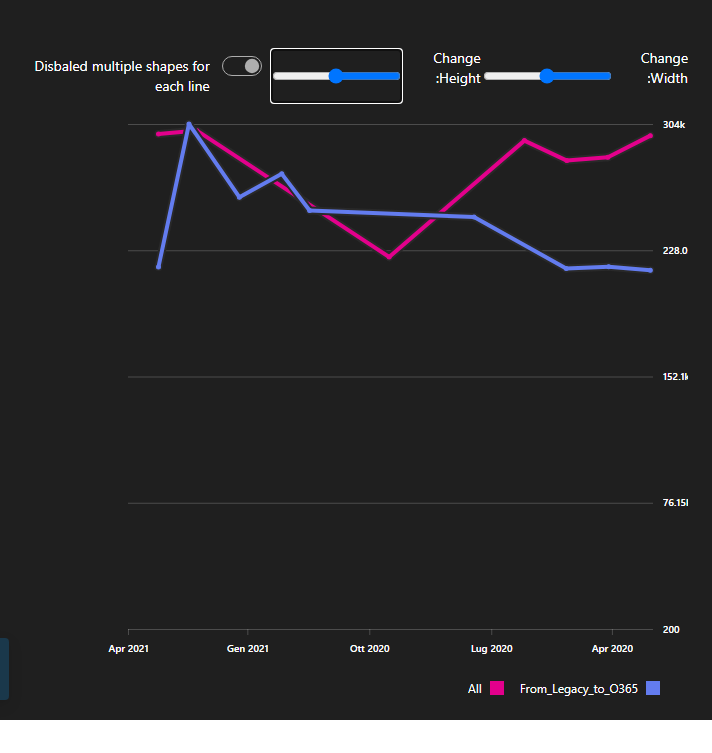 Disbaled multiple shapes for
each line
Change
:Height
Change
:Width
304k
228.0
152.1k
76.15
200
Apr 2021
Gen 2021
Ott 2020
Lug 2020
Apr 2020
All
From_Legacy_to_O365